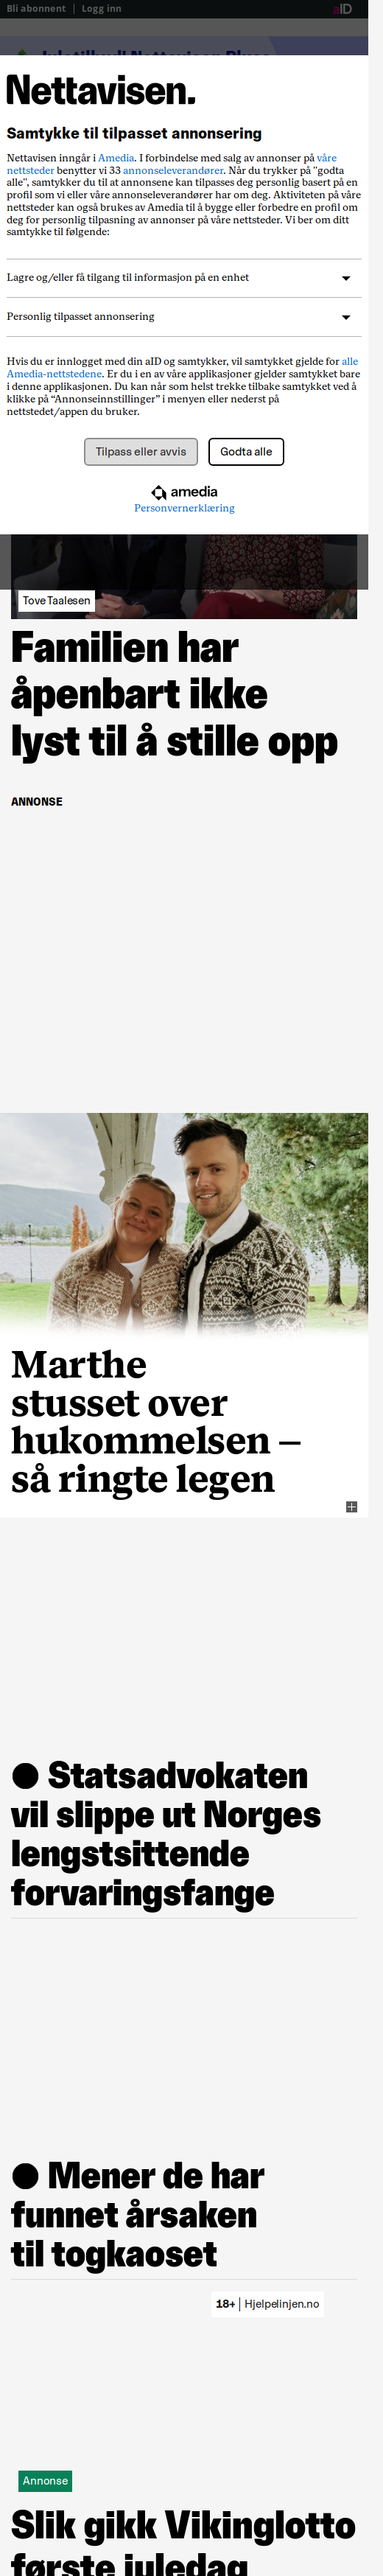 Bli abonnent | Logg inn
aID
Nettavisen.
Samtykke til tilpasset annonsering
Nettavisen inngår i Amedia. I forbindelse med salg av annonser på våre
nettsteder benytter vi 33 annonseleverandører. Når du trykker på "godta
alle", samtykker du til at annonsene kan tilpasses deg personlig basert på en
profil som vi eller våre annonseleverandører har om deg. Aktiviteten på våre
nettsteder kan også brukes av Amedia til å bygge eller forbedre en profil om
deg for personlig tilpasning av annonser på våre nettsteder. Vi ber om ditt
samtykke til følgende:
Lagre og/eller få tilgang til informasjon på en enhet
Personlig tilpasset annonsering
Hvis du er innlogget med din aID og samtykker, vil samtykket gjelde for alle
Amedia-nettstedene. Er du i en av våre applikasjoner gjelder samtykket bare
i denne applikasjonen. Du kan når som helst trekke tilbake samtykket ved å
klikke på “Annonseinnstillinger” i menyen eller nederst på
nettstedet/appen du bruker.
Tilpass eller avvis
Godta alle
amedia
Personvernerklæring
Tove Taalesen
Familien har
åpenbart ikke
lyst til å stille opp
ANNONSE
Marthe
stusset over
hukommelsen –
så ringte legen
● Statsadvokaten
vil slippe ut Norges
lengstsittende
forvaringsfange
● Mener de har
funnet årsaken
til togkaoset
18+ | Hjelpelinjen.no
Annonse
Slik gikk Vikinglotto
første juledag